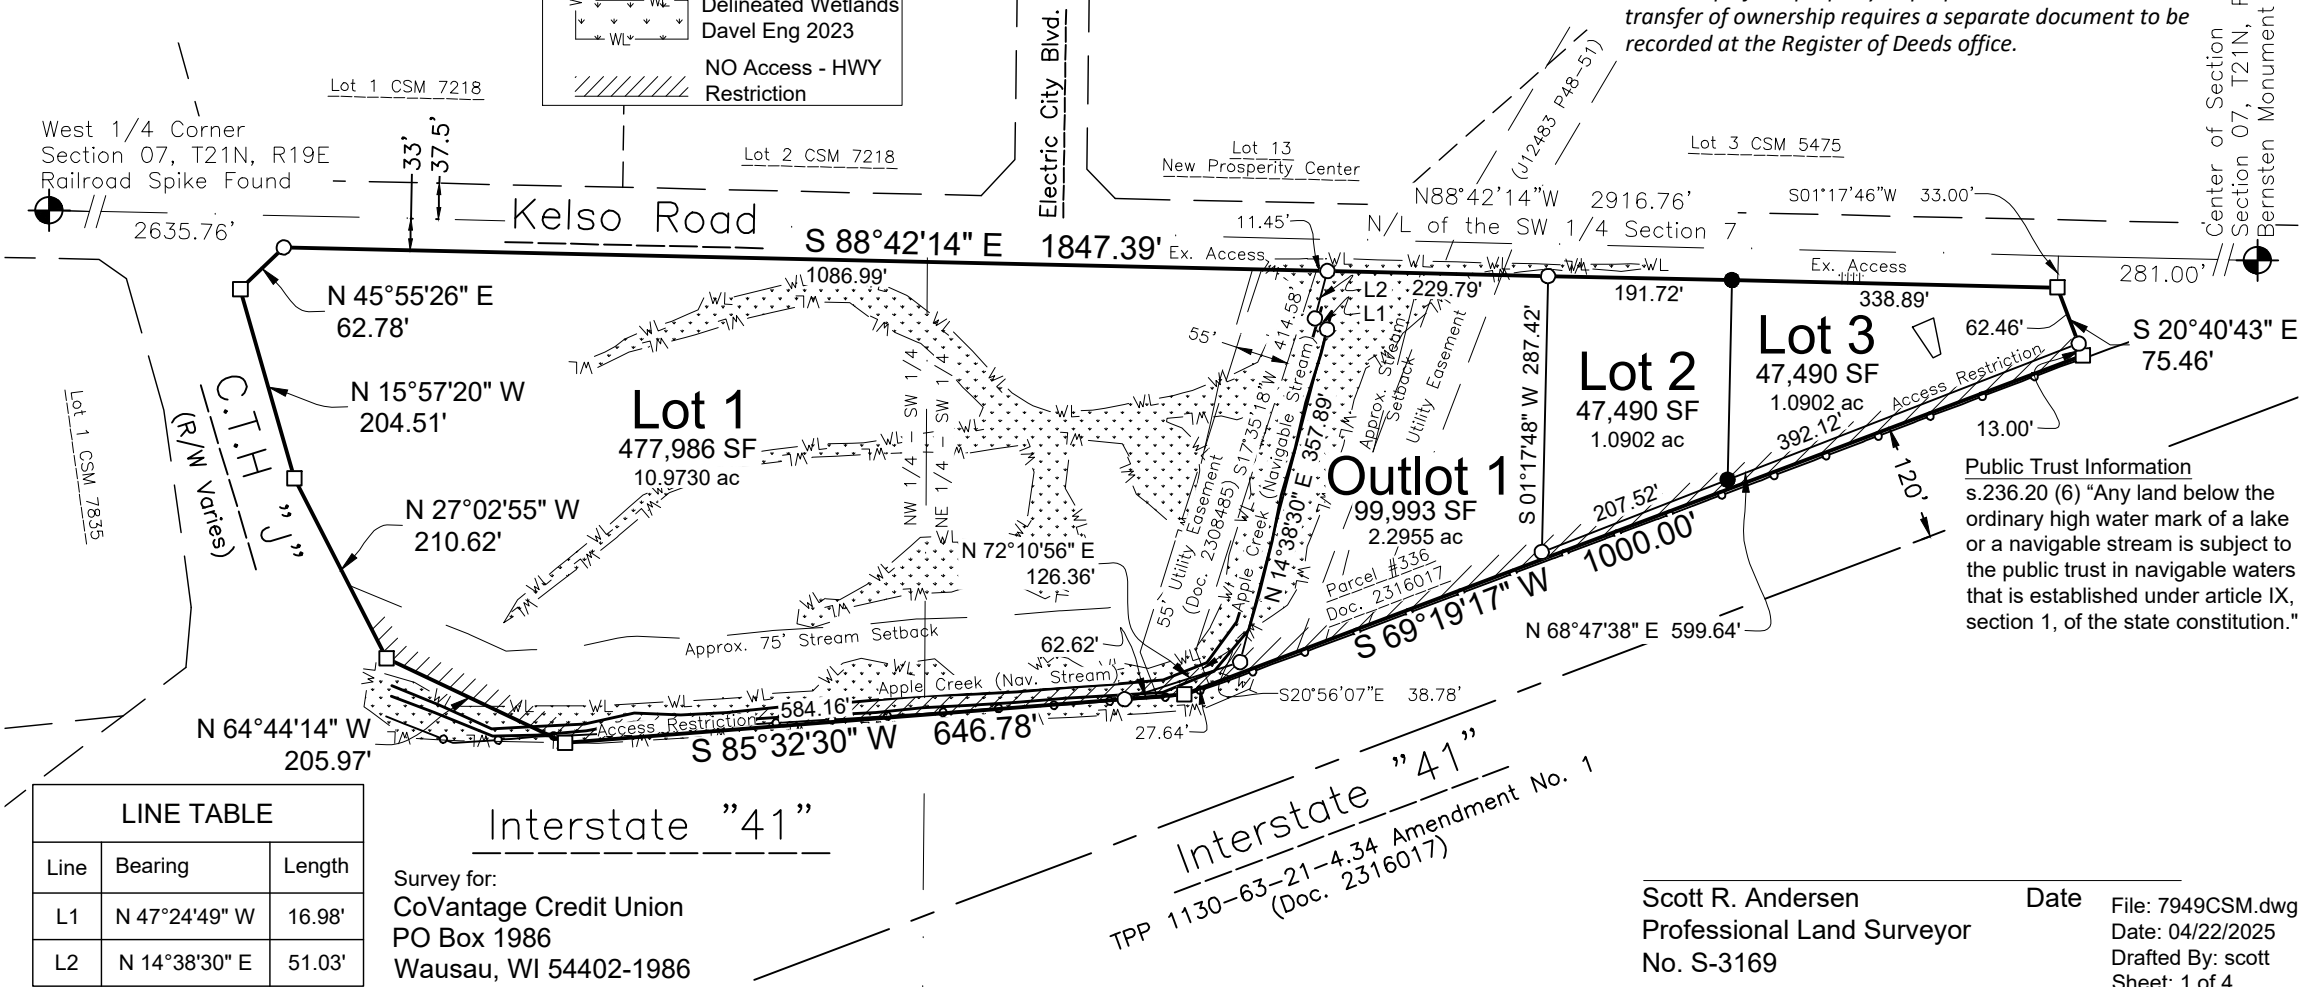 Delineated Wetlands
Davel Eng 2023
WL
NO Access - HWY
Restriction
transfer of ownership requires a separate document to be
recorded at the Register of Deeds office.
Lot 1 CSM 7218
West 1/4 Corner
Section 07, T21N, R19E
Railroad Spike Found
33'
37.5'
Lot 2 CSM 7218
Electric City Blvd.
Lot 13
New Prosperity Center
(J12483 P48-51)
Lot 3 CSM 5475
Center of Section
Section 07, T21N,
Bernsten Monument
2635.76'
Kelso Road
N88°42'14"W 2916.76'
N/L of the SW 1/4 Section 7
S01°17'46"W 33.00'
281.00'
S 88°42'14" E 1847.39'
1086.99'
11.45'
Ex. Access
WL
L2
L1
229.79'
191.72'
Ex. Access
338.89'
N 45°55'26" E
62.78'
N 15°57'20" W
204.51'
N 27°02'55" W
210.62'
C.T.H "J"
(R/W Varies)
Lot 1 CSM 7835
Lot 1
477,986 SF
10.9730 ac
NW 1/4 - SW 1/4
NE 1/4 - SW 1/4
55'
414.58'
S17°35'18"W
55' Utility Easement
(Doc. 2308485)
Apple Creek (Navigable Stream)
N 14°38'30" E 357.89'
Approx. Stream
Setback
Utility Easement
Outlot 1
99,993 SF
2.2955 ac
Parcel #336
Doc. 2316017
S 01°17'48" W 287.42'
Lot 2
47,490 SF
1.0902 ac
Lot 3
47,490 SF
1.0902 ac
62.46'
S 20°40'43" E
75.46'
Access Restriction
392.12'
207.52'
13.00'
120'
S 69°19'17" W 1000.00'
N 68°47'38" E 599.64'
N 72°10'56" E
126.36'
62.62'
Approx. 75' Stream Setback
Apple Creek (Nav. Stream)
Access Restriction
584.16'
S 85°32'30" W 646.78'
27.64'
S20°56'07"E 38.78'
N 64°44'14" W
205.97'
Public Trust Information
s.236.20 (6) “Any land below the
ordinary high water mark of a lake
or a navigable stream is subject to
the public trust in navigable waters
that is established under article IX,
section 1, of the state constitution."
Interstate "41"
Interstate "41"
TPP 1130-63-21-4.34 Amendment No. 1
(Doc. 2316017)
LINE TABLE
Line Bearing Length
L1 N 47°24'49" W 16.98'
L2 N 14°38'30" E 51.03'
Survey for:
CoVantage Credit Union
PO Box 1986
Wausau, WI 54402-1986
Scott R. Andersen Date
Professional Land Surveyor
No. S-3169
File: 7949CSM.dwg
Date: 04/22/2025
Drafted By: scott
Sheet: 1 of 4